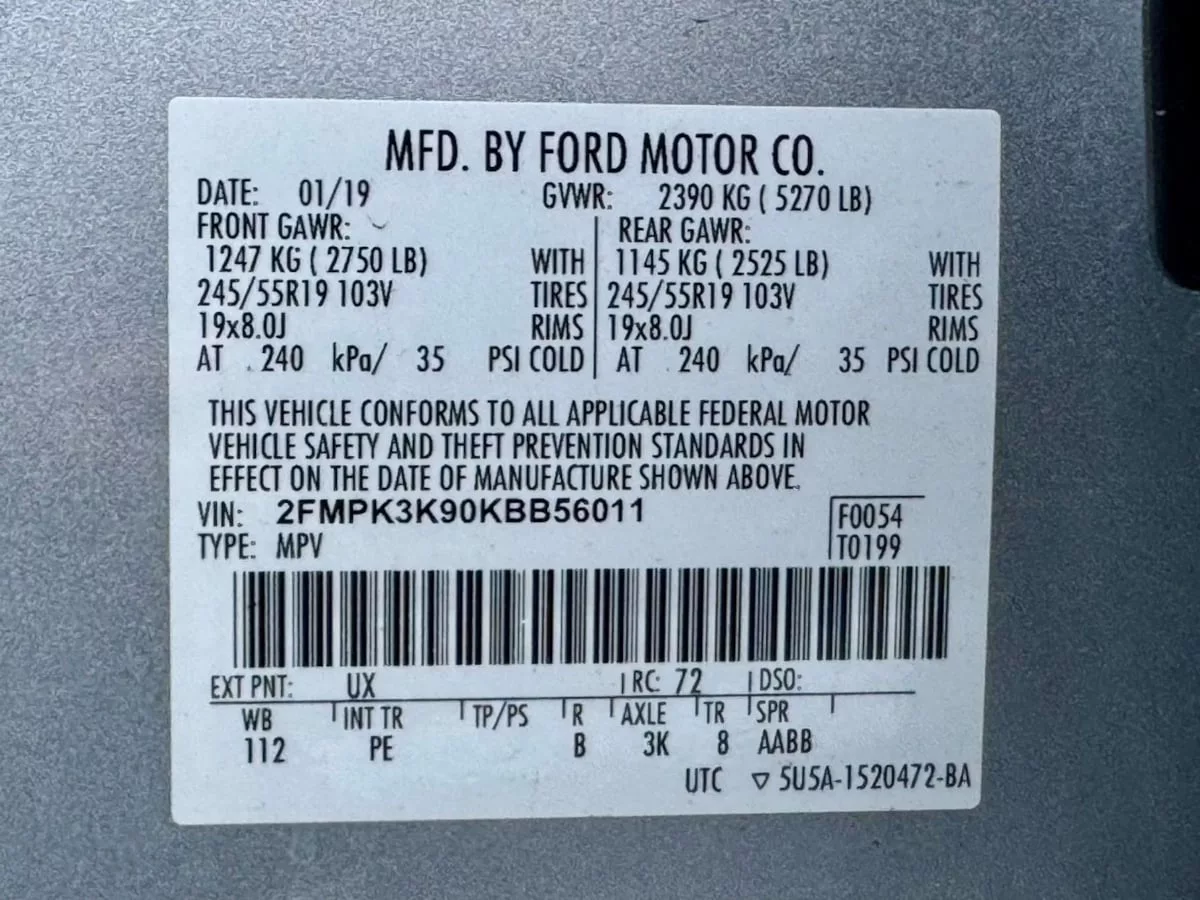 MFD. BY FORD MOTOR CO.
DATE: 01/19 GVWR: 2390 KG ( 5270 LB)
FRONT GAWR: REAR GAWR:
1247 KG ( 2750 LB) WITH 1145 KG ( 2525 LB) WITH
245/55R19 103V TIRES 245/55R19 103V TIRES
19x8.0J RIMS 19x8.0J RIMS
AT 240 kPa/ 35 PSI COLD AT 240 kPa/ 35 PSI COLD
THIS VEHICLE CONFORMS TO ALL APPLICABLE FEDERAL MOTOR
VEHICLE SAFETY AND THEFT PREVENTION STANDARDS IN
EFFECT ON THE DATE OF MANUFACTURE SHOWN ABOVE.
VIN: 2FMPK3K90KBB56011 F0054
TYPE: MPV T0199
EXT PNT: UX RC: 72 DSO:
WB INT TR TP/PS R AXLE TR SPR
112 PE B 3K 8 AABB
UTC ▽ 5U5A-1520472-BA